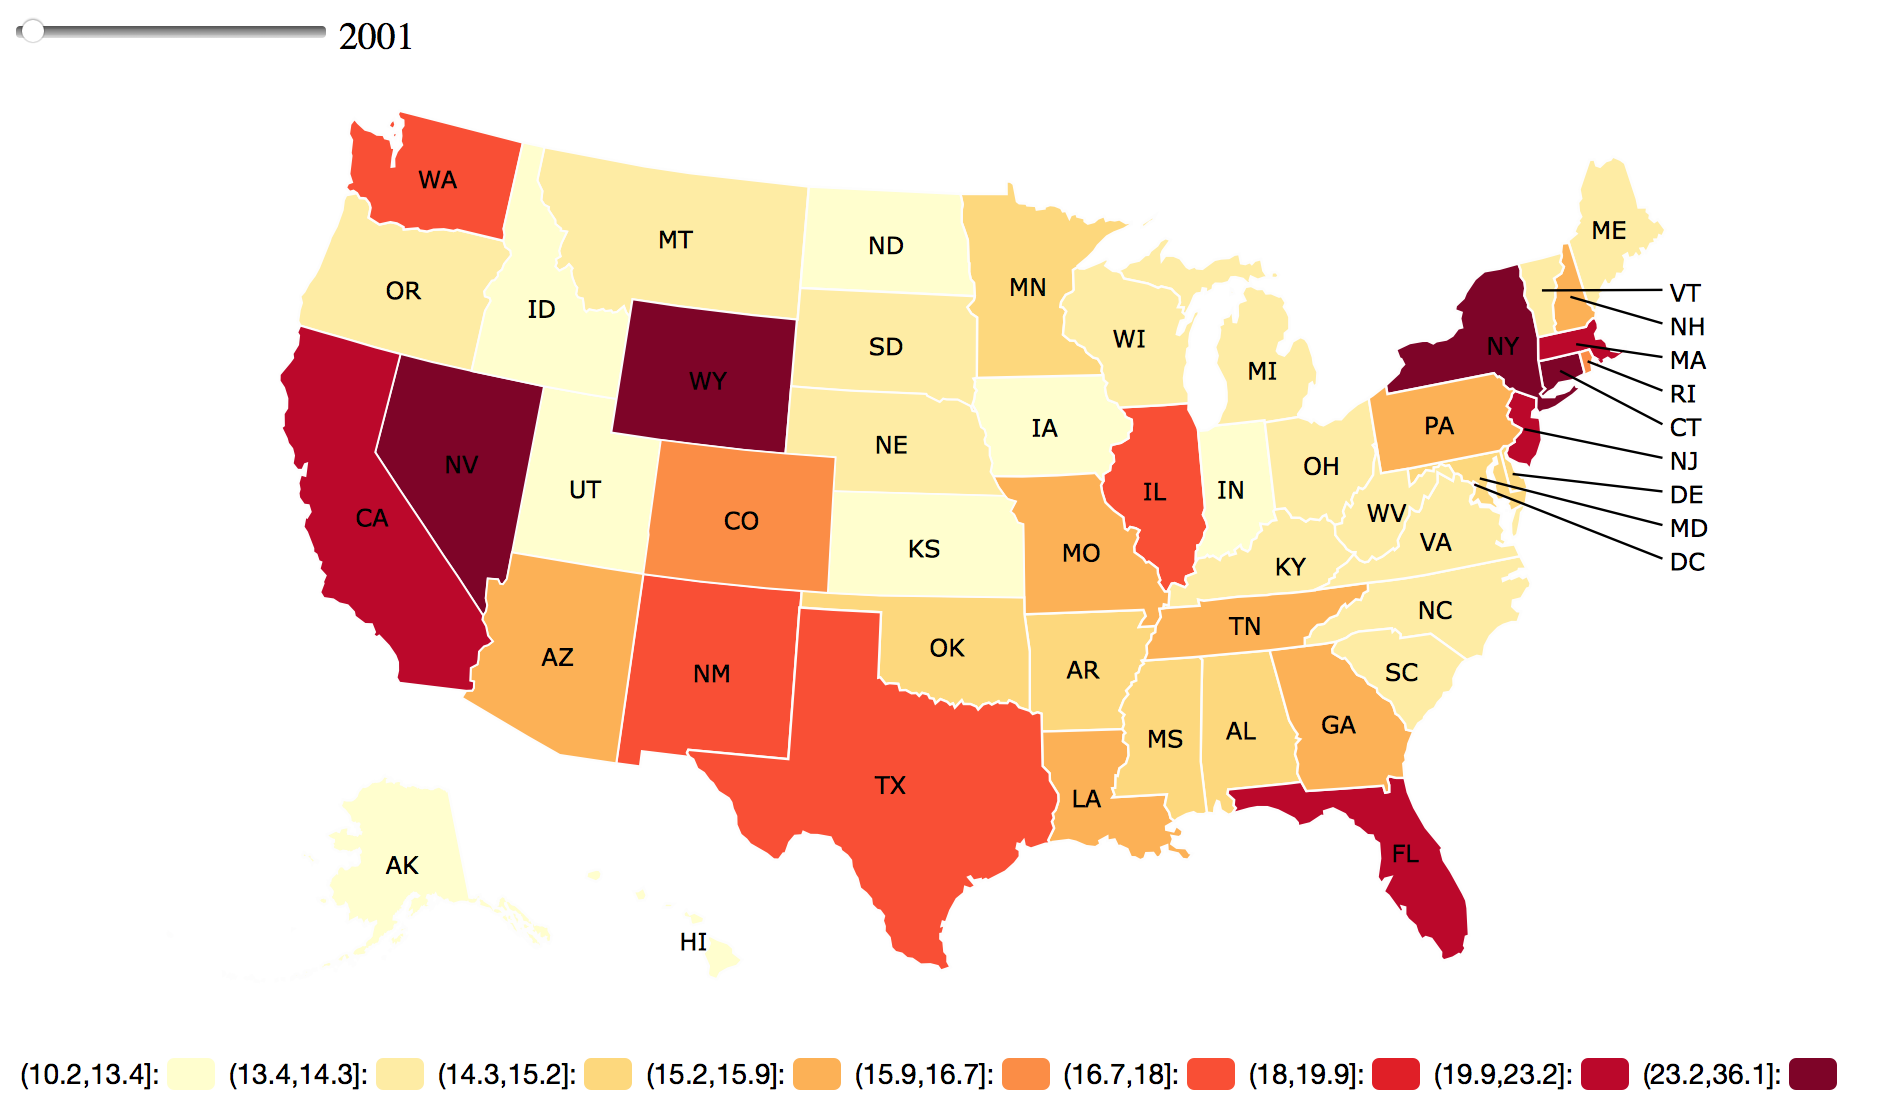 2001
WA
MT
ND
MN
ME
OR
ID
SD
WI
MI
VT
NH
NY
MA
RI
WY
NE
IA
PA
CT
NJ
NV
UT
CO
IL
IN
OH
WV
DE
MD
DC
CA
KS
MO
KY
VA
AZ
NM
OK
AR
TN
NC
SC
TX
LA
MS
AL
GA
FL
AK
HI
(10.2,13.4]: (13.4,14.3]: (14.3,15.2]: (15.2,15.9]: (15.9,16.7]: (16.7,18]: (18,19.9]: (19.9,23.2]: (23.2,36.1]: